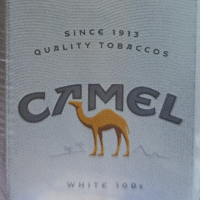 SINCE 1913
QUALITY TOBACCOS
CAMEL
WHITE 100s